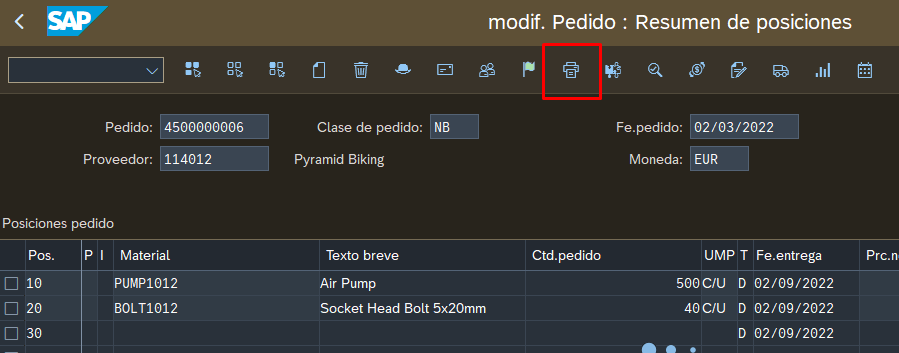 SAP
modif. Pedido : Resumen de posiciones
Pedido: 4500000006 Clase de pedido: NB Fe.pedido: 02/03/2022
Proveedor: 114012 Pyramid Biking Moneda: EUR
Posiciones pedido
Pos. P I Material Texto breve Ctd.pedido UMP T Fe.entrega
10 PUMP1012 Air Pump 500 C/U D 02/09/2022
20 BOLT1012 Socket Head Bolt 5x20mm 40 C/U D 02/09/2022
30 D 02/09/2022